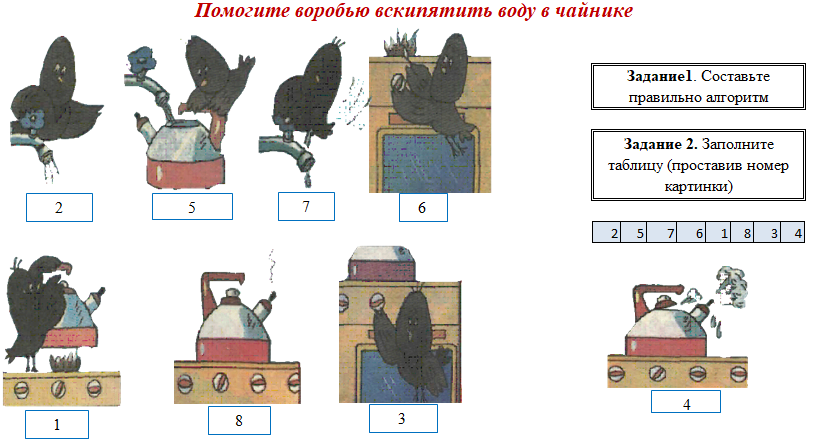 Помогите воробью вскипятить воду в чайнике
Задание1. Составьте
правильно алгоритм
Задание 2. Заполните
таблицу (проставив номер
картинки)
2 5 7 6
2 5 7 6 1 8 3 4
1 8 3 4